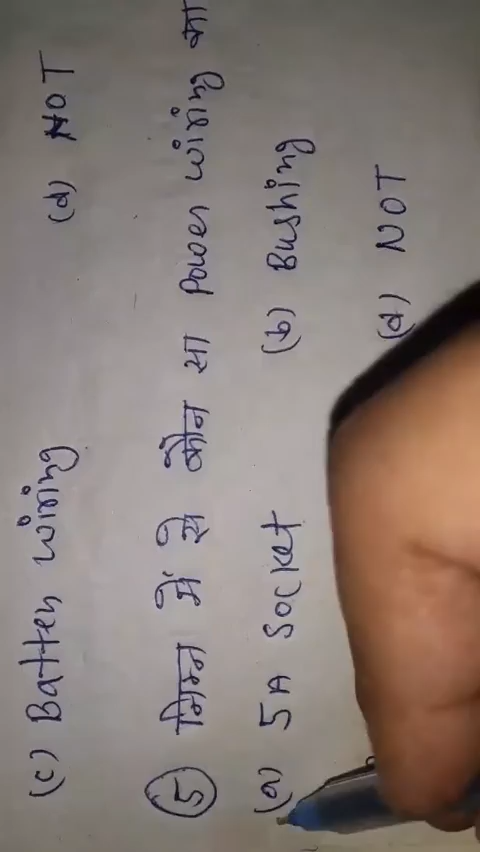 (c) Batten wiring (d) NOT
(5) निम्न में से कौन सा Power wiring का
(a) 5A Socket (b) Bushing
(d) NOT